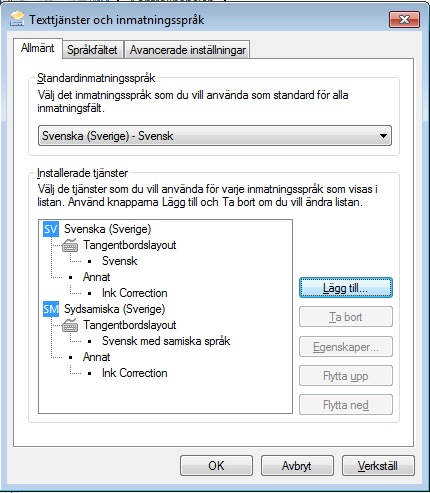 Texttjänster och inmatningsspråk
Allmänt
Språkfältet
Avancerade inställningar
Standardinmatningsspråk
Välj det inmatningsspråk som du vill använda som standard för alla
inmatningsfält.
Svenska (Sverige) - Svensk
Installerade tjänster
Välj de tjänster som du vill använda för varje inmatningsspråk som visas i
listan. Använd knapparna Lägg till och Ta bort om du vill ändra listan.
SV Svenska (Sverige)
Tangentbordslayout
Svensk
Annat
Ink Correction
SM Sydsamiska (Sverige)
Tangentbordslayout
Svensk med samiska språk
Annat
Ink Correction
Lägg till...
Ta bort
Egenskaper...
Flytta upp
Flytta ned
OK
Avbryt
Verkställ